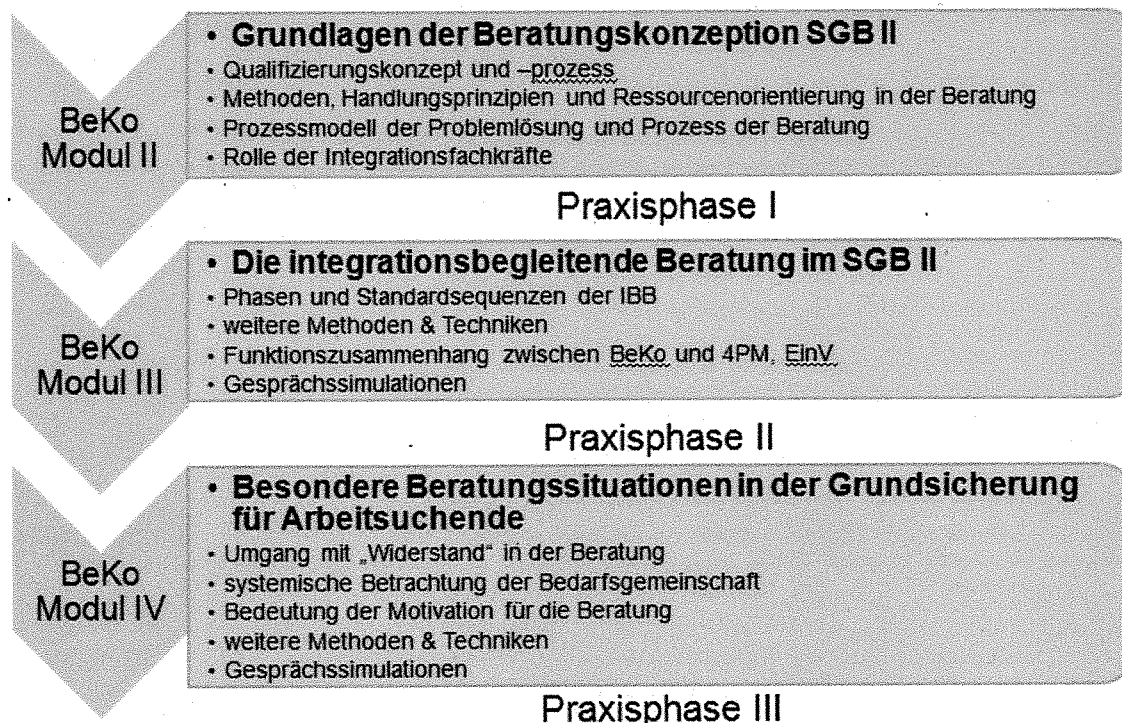 BeKo
Modul II
• Grundlagen der Beratungskonzeption SGB II
• Qualifizierungskonzept und –prozess
• Methoden, Handlungsprinzipien und Ressourcenorientierung in der Beratung
• Prozessmodell der Problemlösung und Prozess der Beratung
• Rolle der Integrationsfachkräfte
Praxisphase I
BeKo
Modul III
• Die integrationsbegleitende Beratung im SGB II
• Phasen und Standardsequenzen der IBB
• weitere Methoden & Techniken
• Funktionszusammenhang zwischen BeKo und 4PM, EinV
• Gesprächssimulationen
Praxisphase II
BeKo
Modul IV
• Besondere Beratungssituationen in der Grundsicherung
für Arbeitsuchende
• Umgang mit „Widerstand“ in der Beratung
• systemische Betrachtung der Bedarfsgemeinschaft
• Bedeutung der Motivation für die Beratung
• weitere Methoden & Techniken
• Gesprächssimulationen
Praxisphase III